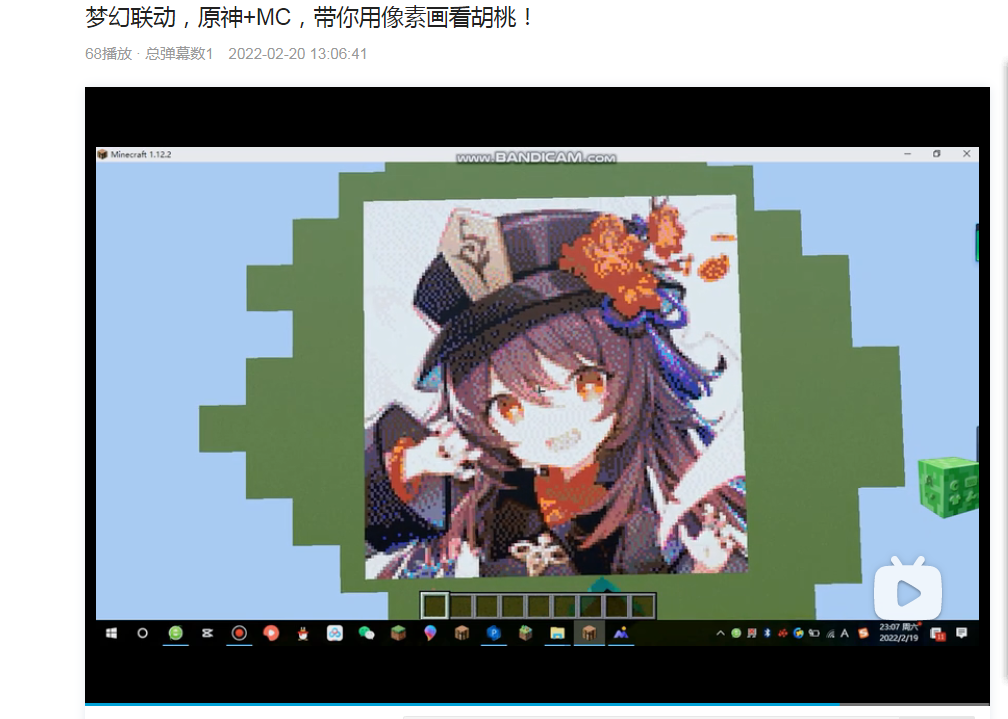 梦幻联动，原神+MC，带你用像素画看胡桃！
68播放 · 总弹幕数1 2022-02-20 13:06:41
Minecraft 1.12.2
www.BANDICAM.com
23:07 周六
2022/2/19